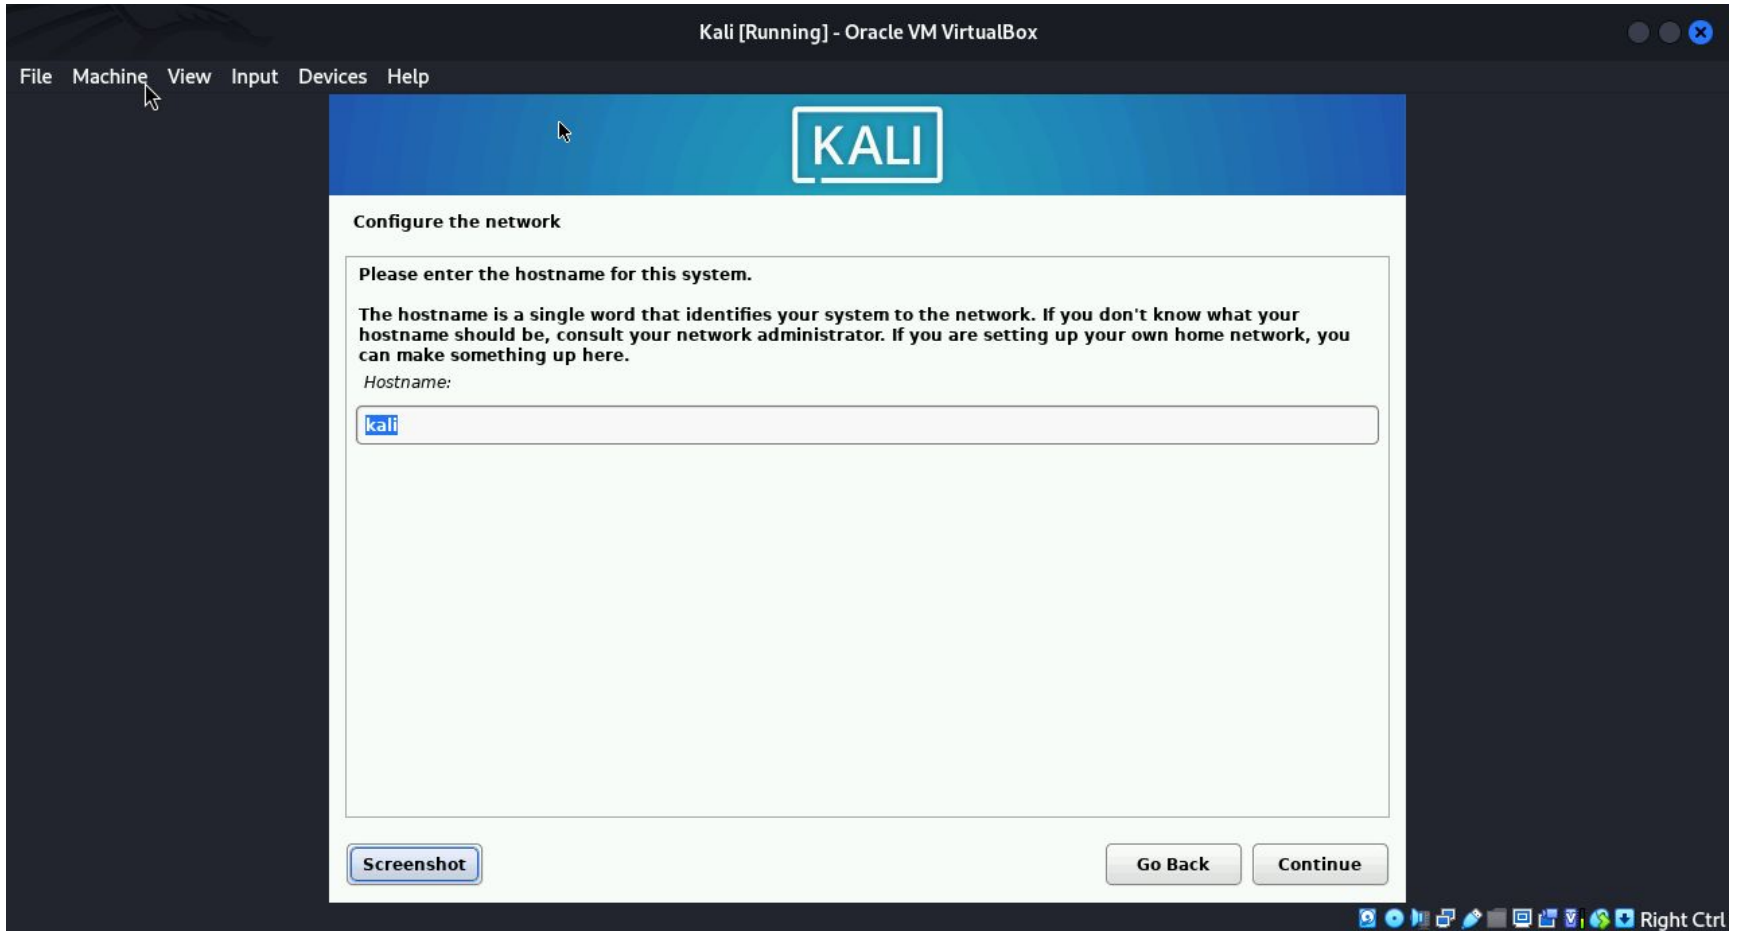 Kali [Running] - Oracle VM VirtualBox
File Machine View Input Devices Help
KALI
Configure the network
Please enter the hostname for this system.
The hostname is a single word that identifies your system to the network. If you don't know what your
hostname should be, consult your network administrator. If you are setting up your own home network, you
can make something up here.
Hostname:
kali
Screenshot
Go Back
Continue
Right Ctrl